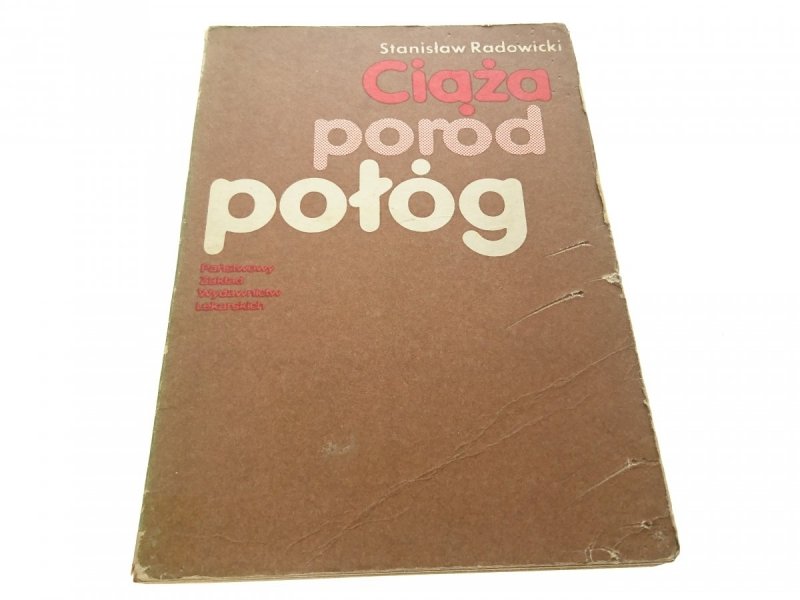 Stanisław Radowicki
Ciąża
poród
połóg
Państwowy
Zakład
Wydawnictw
Lekarskich